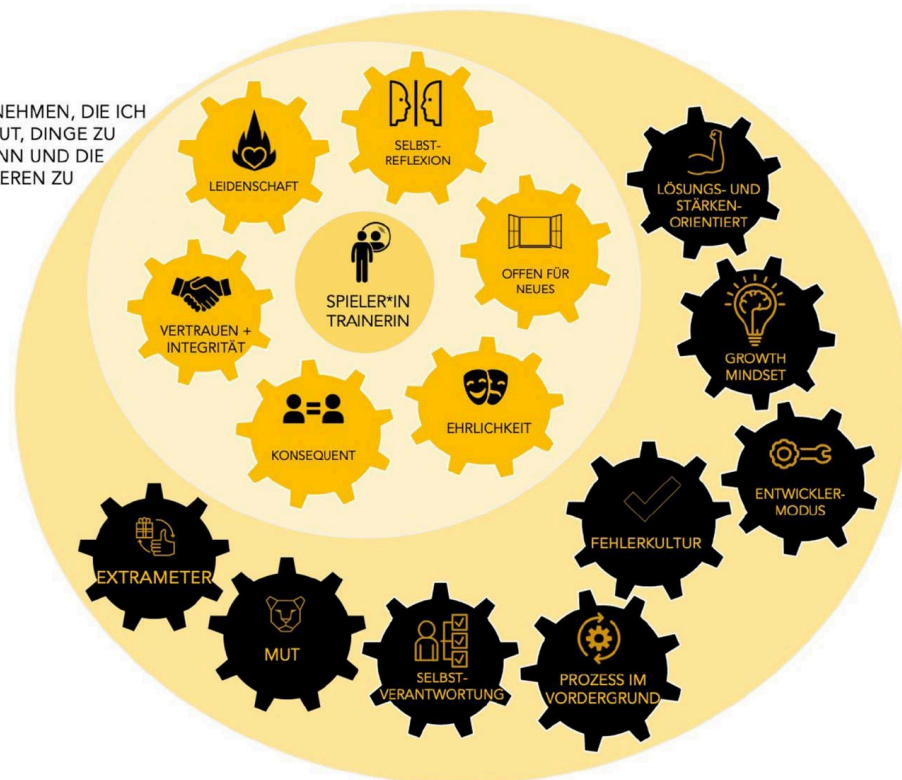 NEHMEN, DIE ICH
UT, DINGE ZU
NN UND DIE
EREN ZU
LEIDENSCHAFT
SELBST-
REFLEXION
OFFEN FÜR
NEUES
SPIELER*IN
TRAINERIN
VERTRAUEN +
INTEGRITÄT
KONSEQUENT
EHRLICHKEIT
LÖSUNGS- UND
STÄRKEN-
ORIENTIERT
GROWTH
MINDSET
ENTWICKLER-
MODUS
FEHLERKULTUR
EXTRAMETER
MUT
SELBST-
VERANTWORTUNG
PROZESS IM
VORDERGRUND